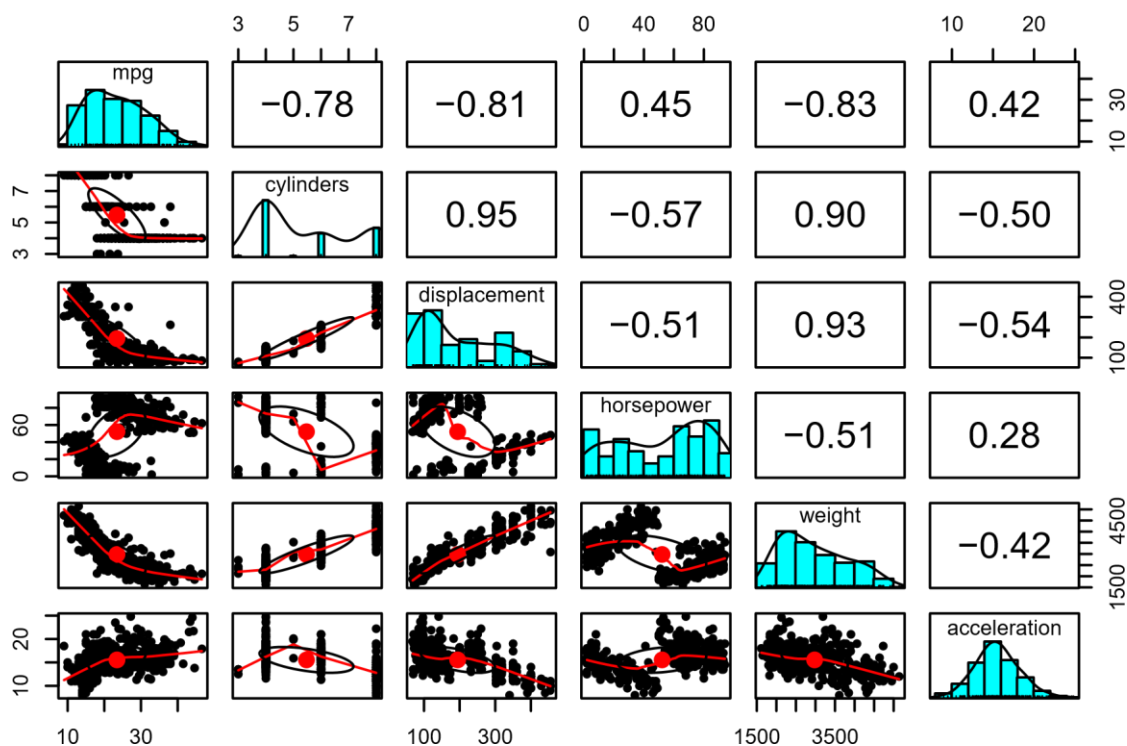 3 5 7 0 40 80 10 20
mpg
−0.78 −0.81 0.45 −0.83 0.42
10 30
cylinders
3 5 7
0.95 −0.57 0.90 −0.50
displacement
−0.51 0.93 −0.54
100 400
horsepower
0 60
−0.51 0.28
weight
−0.42
1500 4500
acceleration
10 20
10 30 100 300 1500 3500